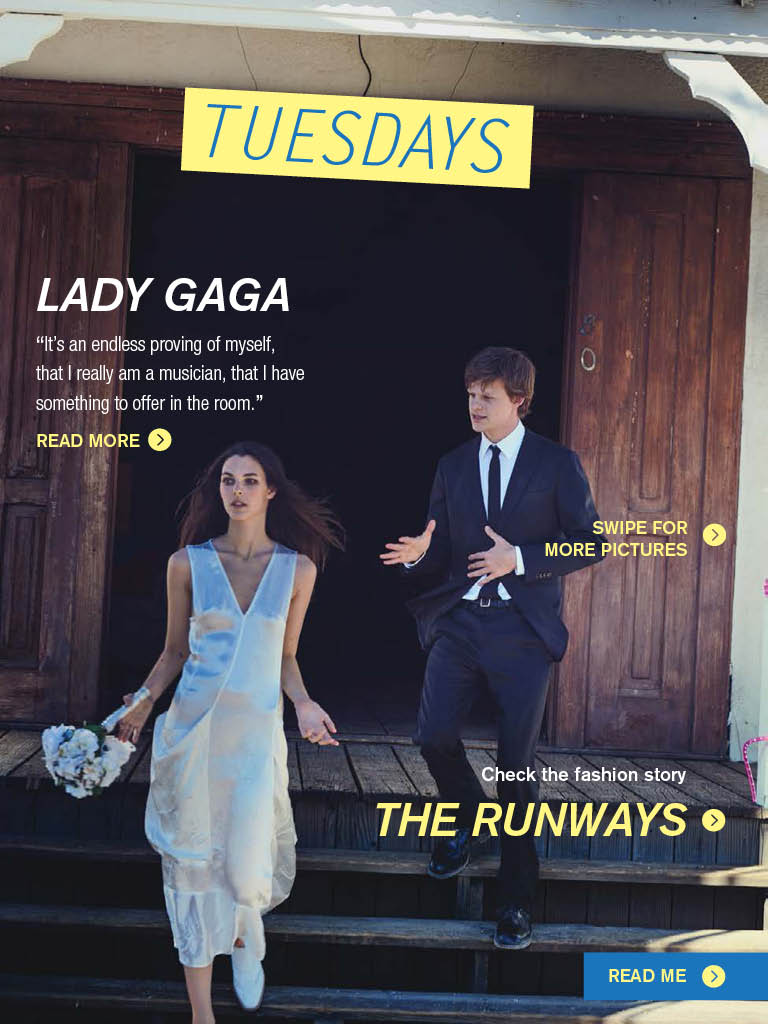 TUESDAYS
LADY GAGA
“It’s an endless proving of myself,
that I really am a musician, that I have
something to offer in the room.”
READ MORE
SWIPE FOR
MORE PICTURES
Check the fashion story
THE RUNWAYS
READ ME